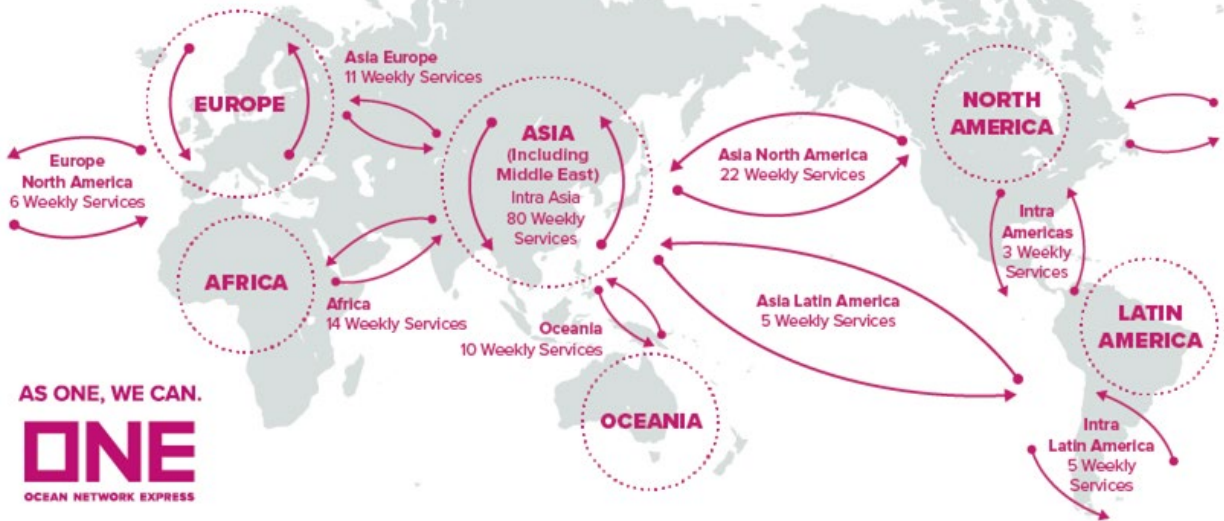 EUROPE
Asia Europe
11 Weekly Services
ASIA
(Including
Middle East)
Intra Asia
80 Weekly
Services
NORTH
AMERICA
Europe
North America
6 Weekly Services
Asia North America
22 Weekly Services
Intra
Americas
3 Weekly
Services
AFRICA
Africa
14 Weekly Services
Oceania
10 Weekly Services
Asia Latin America
5 Weekly Services
LATIN
AMERICA
OCEANIA
Intra
Latin America
5 Weekly
Services
AS ONE, WE CAN.
ONE
OCEAN NETWORK EXPRESS